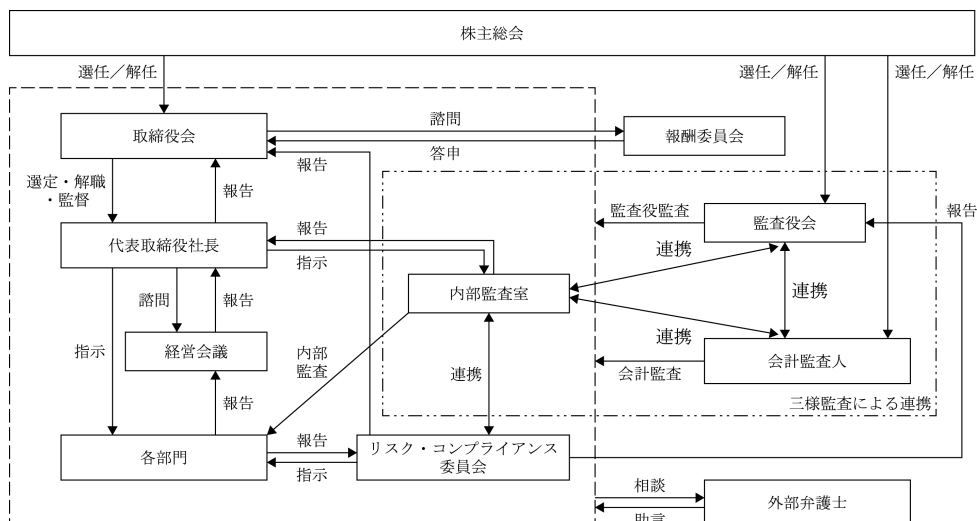 株主総会
選任／解任
選任／解任
選任／解任
取締役会
諮問
答申
報酬委員会
報告
選定・解職
・監督
報告
監査役監査
監査役会
報告
代表取締役社長
報告
指示
連携
内部監査室
連携
諮問
報告
連携
経営会議
指示
内部
監査
連携
会計監査
会計監査人
報告
三様監査による連携
各部門
報告
指示
リスク・コンプライアンス
委員会
相談
助言
外部弁護士